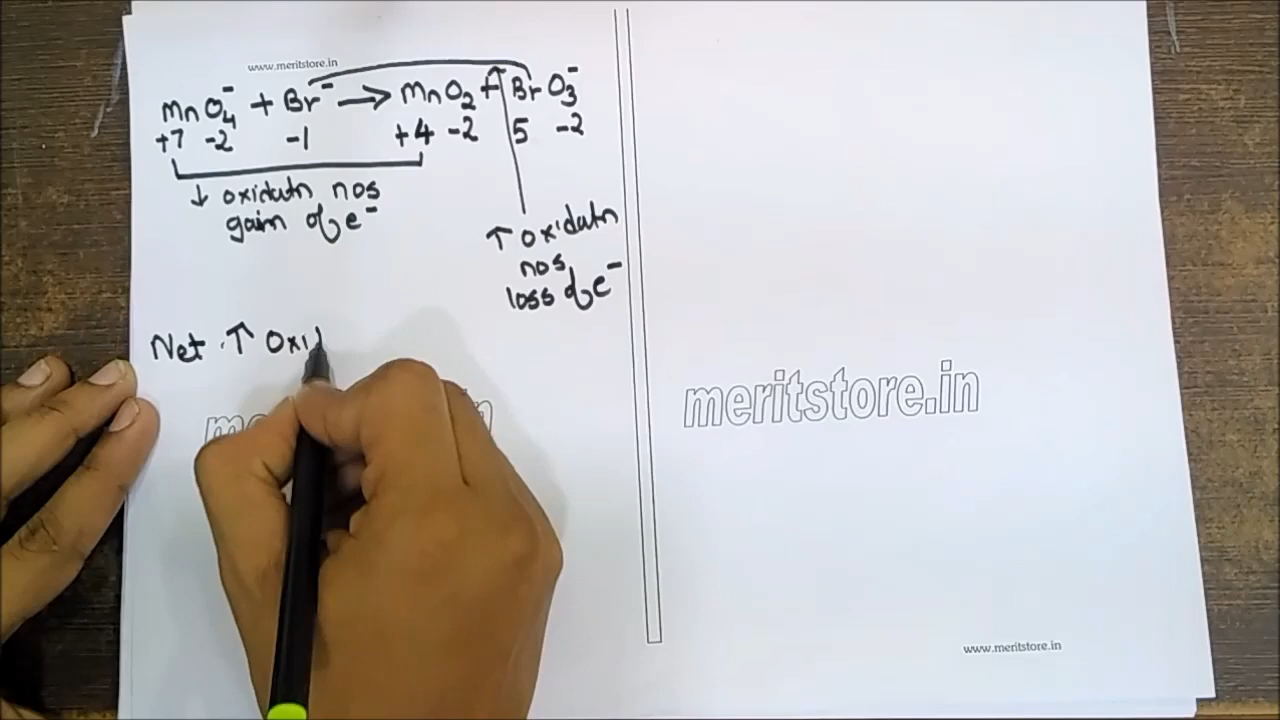 www.meritstore.in
MnO₄⁻ + Br⁻ → MnO₂ + BrO₃⁻
+7 -2 -1 +4 -2 5 -2
↓ oxidatn nos
gain of e⁻
↑ oxidatn
nos
loss of e⁻
Net ↑ Oxi
meritstore.in
www.meritstore.in